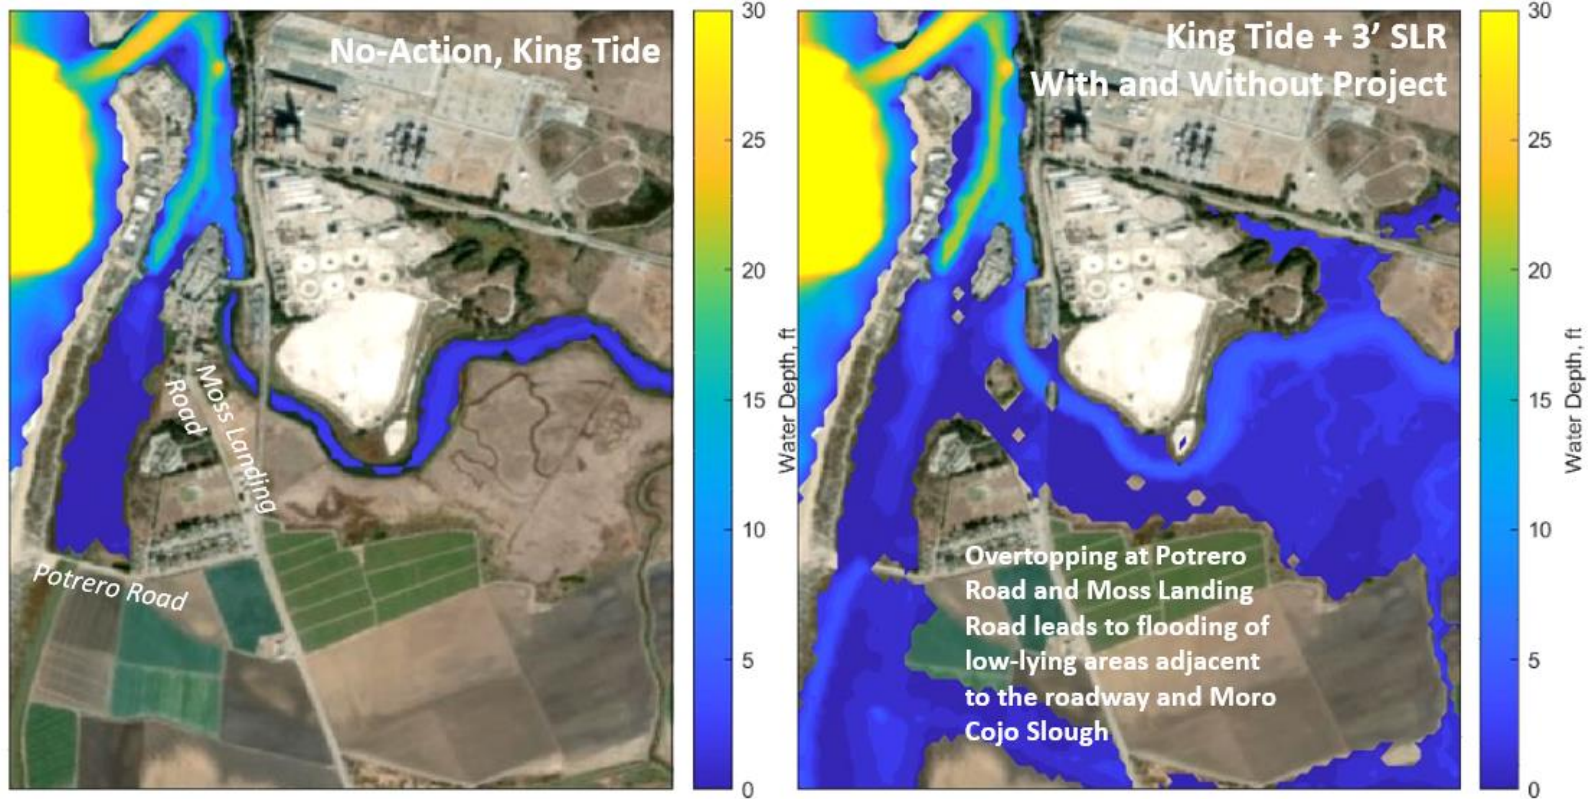 No-Action, King Tide
Moss Landing
Road
Potrero Road
30
25
20
15
10
5
0
Water Depth, ft
King Tide + 3’ SLR
With and Without Project
Overtopping at Potrero
Road and Moss Landing
Road leads to flooding of
low-lying areas adjacent
to the roadway and Moro
Cojo Slough
30
25
20
15
10
5
0
Water Depth, ft